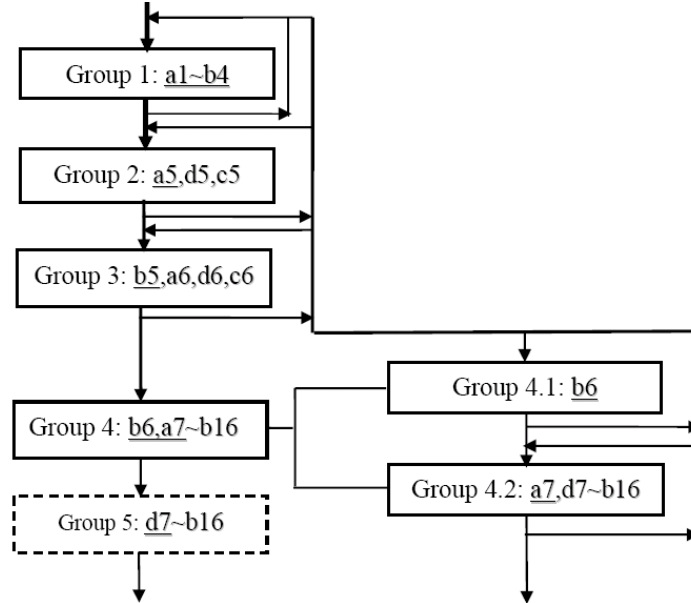 Group 1: a1~b4
Group 2: a5,d5,c5
Group 3: b5,a6,d6,c6
Group 4.1: b6
Group 4: b6,a7~b16
Group 4.2: a7,d7~b16
Group 5: d7~b16